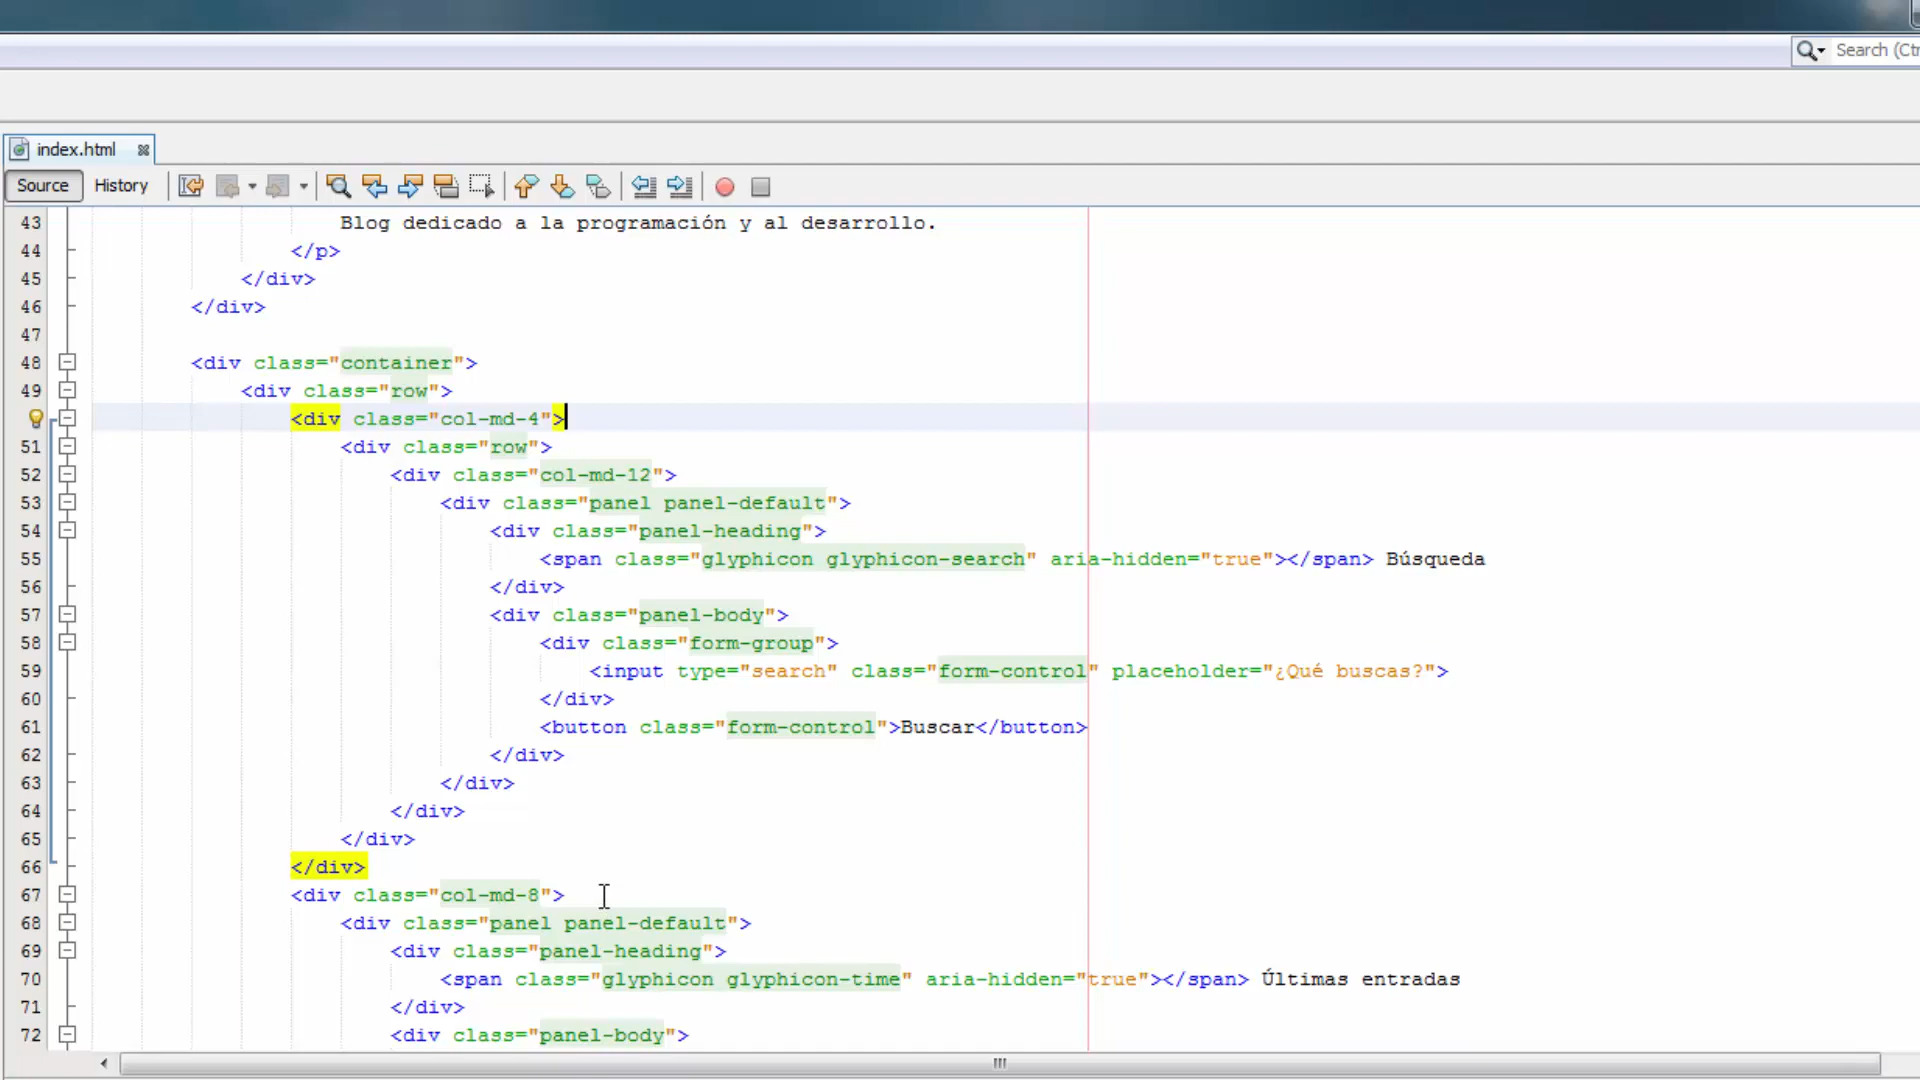 Search (Ctr
index.html
Source History
43 Blog dedicado a la programación y al desarrollo.
44 </p>
45 </div>
46 </div>
47
48 <div class="container">
49 <div class="row">
<div class="col-md-4">
51 <div class="row">
52 <div class="col-md-12">
53 <div class="panel panel-default">
54 <div class="panel-heading">
55 <span class="glyphicon glyphicon-search" aria-hidden="true"></span> Búsqueda
56 </div>
57 <div class="panel-body">
58 <div class="form-group">
59 <input type="search" class="form-control" placeholder="¿Qué buscas?">
60 </div>
61 <button class="form-control">Buscar</button>
62 </div>
63 </div>
64 </div>
65 </div>
66 </div>
67 <div class="col-md-8">
68 <div class="panel panel-default">
69 <div class="panel-heading">
70 <span class="glyphicon glyphicon-time" aria-hidden="true"></span> Últimas entradas
71 </div>
72 <div class="panel-body">